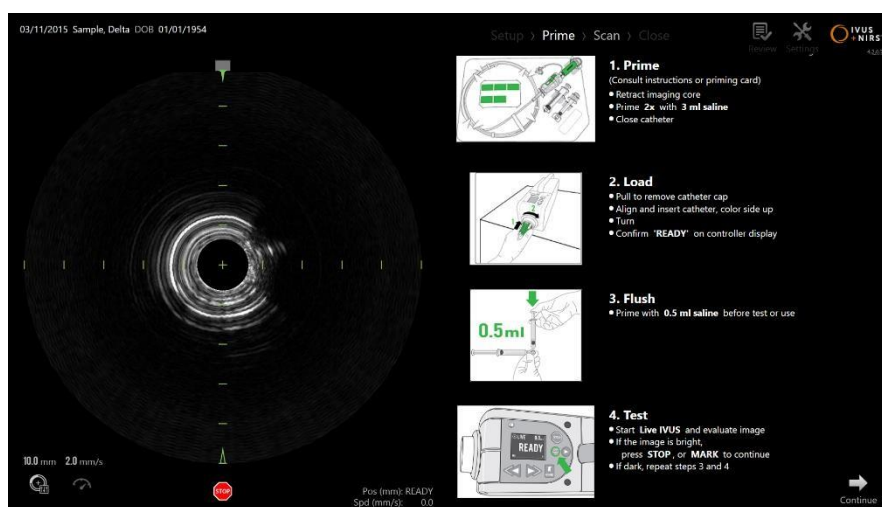 03/11/2015 Sample, Delta DOB 01/01/1954
Setup > Prime > Scan > Close
Review
Settings
IVUS
+NIRS
1. Prime
(Consult instructions or priming card)
• Retract imaging core
• Prime 2x with 3 ml saline
• Close catheter
2. Load
• Pull to remove catheter cap
• Align and insert catheter, color side up
• Turn
• Confirm "READY" on controller display
1
2
3. Flush
• Prime with 0.5 ml saline before test or use
0.5ml
4. Test
• Start Live IVUS and evaluate image
• If the image is bright,
press STOP, or MARK to continue
• If dark, repeat steps 3 and 4
READY
10.0 mm 2.0 mm/s
STOP
Pos (mm): READY
Spd (mm/s): 0.0
Continue